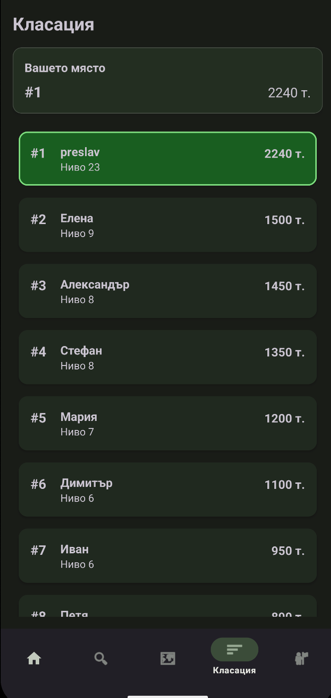 Класация
Вашето място
#1 2240 т.
#1 preslav 2240 т.
Ниво 23
#2 Елена 1500 т.
Ниво 9
#3 Александър 1450 т.
Ниво 8
#4 Стефан 1350 т.
Ниво 8
#5 Мария 1200 т.
Ниво 7
#6 Димитър 1100 т.
Ниво 6
#7 Иван 950 т.
Ниво 6
#8 Петя 800 т.
Класация